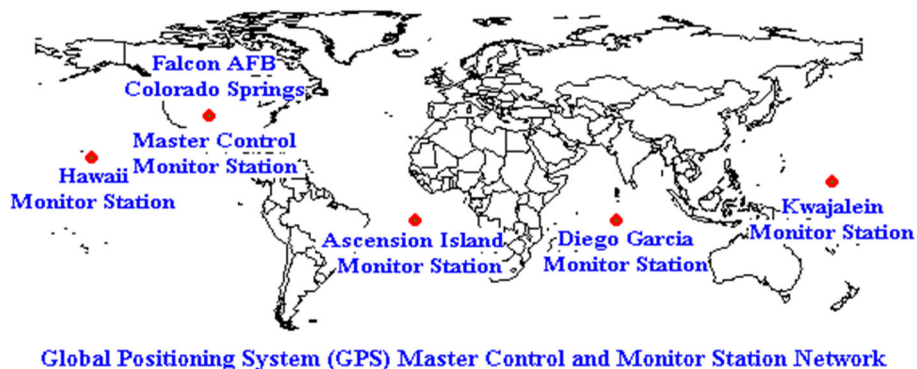 Falcon AFB
Colorado Springs
Master Control
Monitor Station
Hawaii
Monitor Station
Ascension Island
Monitor Station
Diego Garcia
Monitor Station
Kwajalein
Monitor Station
Global Positioning System (GPS) Master Control and Monitor Station Network